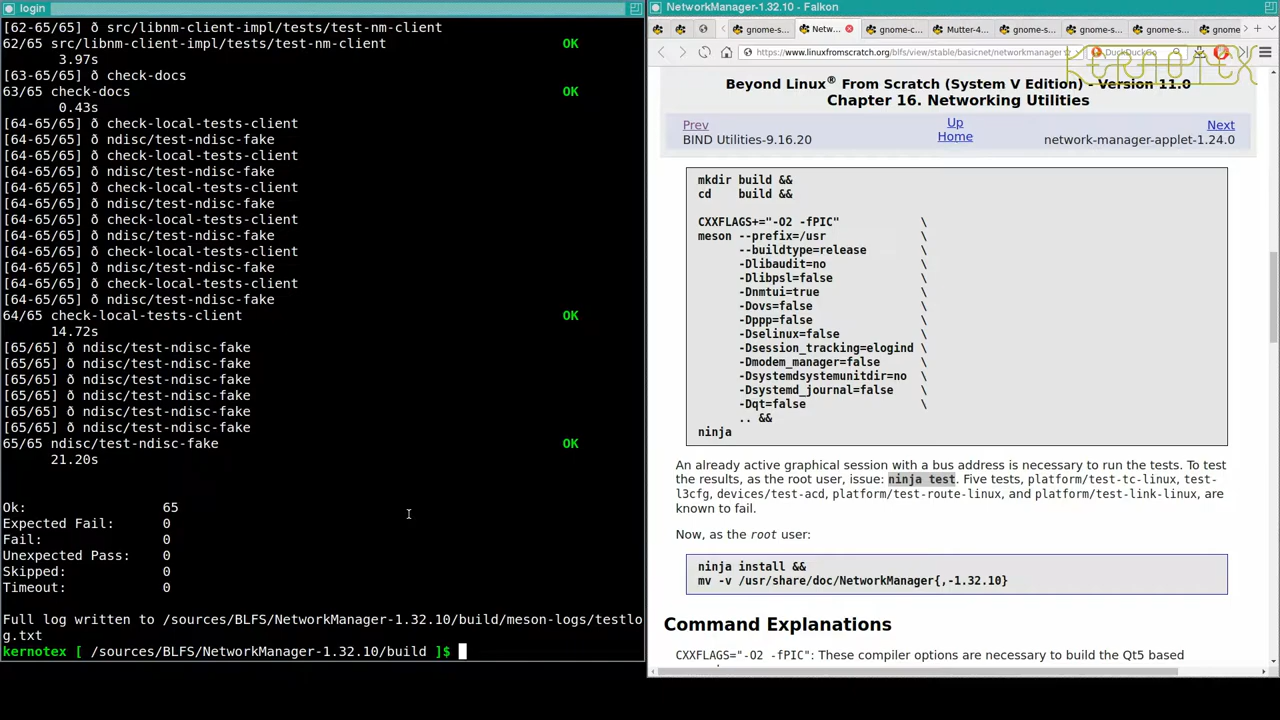 login
[62-65/65] ð src/libnm-client-impl/tests/test-nm-client
62/65 src/libnm-client-impl/tests/test-nm-client OK
3.97s
[63-65/65] ð check-docs
63/65 check-docs OK
0.43s
[64-65/65] ð check-local-tests-client
[64-65/65] ð ndisc/test-ndisc-fake
[64-65/65] ð check-local-tests-client
[64-65/65] ð ndisc/test-ndisc-fake
[64-65/65] ð check-local-tests-client
[64-65/65] ð ndisc/test-ndisc-fake
[64-65/65] ð check-local-tests-client
[64-65/65] ð ndisc/test-ndisc-fake
[64-65/65] ð check-local-tests-client
[64-65/65] ð ndisc/test-ndisc-fake
[64-65/65] ð check-local-tests-client
[64-65/65] ð ndisc/test-ndisc-fake
64/65 check-local-tests-client OK
14.72s
[65/65] ð ndisc/test-ndisc-fake
[65/65] ð ndisc/test-ndisc-fake
[65/65] ð ndisc/test-ndisc-fake
[65/65] ð ndisc/test-ndisc-fake
[65/65] ð ndisc/test-ndisc-fake
[65/65] ð ndisc/test-ndisc-fake
65/65 ndisc/test-ndisc-fake OK
21.20s
Ok: 65
Expected Fail: 0
Fail: 0
Unexpected Pass: 0
Skipped: 0
Timeout: 0
Full log written to /sources/BLFS/NetworkManager-1.32.10/build/meson-logs/testlo
g.txt
kernotex [ /sources/BLFS/NetworkManager-1.32.10/build ]$
NetworkManager-1.32.10 - Falkon
gnome-s... Netw... gnome-c... Mutter-4... gnome-s... gnome-s... gnome-s... gnome
https://www.linuxfromscratch.org/blfs/view/stable/basicnet/networkmanager DuckDuckGo
KERNOTEX
Beyond Linux® From Scratch (System V Edition) - Version 11.0
Chapter 16. Networking Utilities
Prev Up Next
BIND Utilities-9.16.20 Home network-manager-applet-1.24.0
mkdir build &&
cd build &&
CXXFLAGS+="-O2 -fPIC" \
meson --prefix=/usr \
--buildtype=release \
-Dlibaudit=no \
-Dlibpsl=false \
-Dnmtui=true \
-Dovs=false \
-Dppp=false \
-Dselinux=false \
-Dsession_tracking=elogind \
-Dmodem_manager=false \
-Dsystemdsystemunitdir=no \
-Dsystemd_journal=false \
-Dqt=false \
.. &&
ninja
An already active graphical session with a bus address is necessary to run the tests. To test
the results, as the root user, issue: ninja test. Five tests, platform/test-tc-linux, test-
l3cfg, devices/test-acd, platform/test-route-linux, and platform/test-link-linux, are
known to fail.
Now, as the root user:
ninja install &&
mv -v /usr/share/doc/NetworkManager{,-1.32.10}
Command Explanations
CXXFLAGS="-O2 -fPIC": These compiler options are necessary to build the Qt5 based